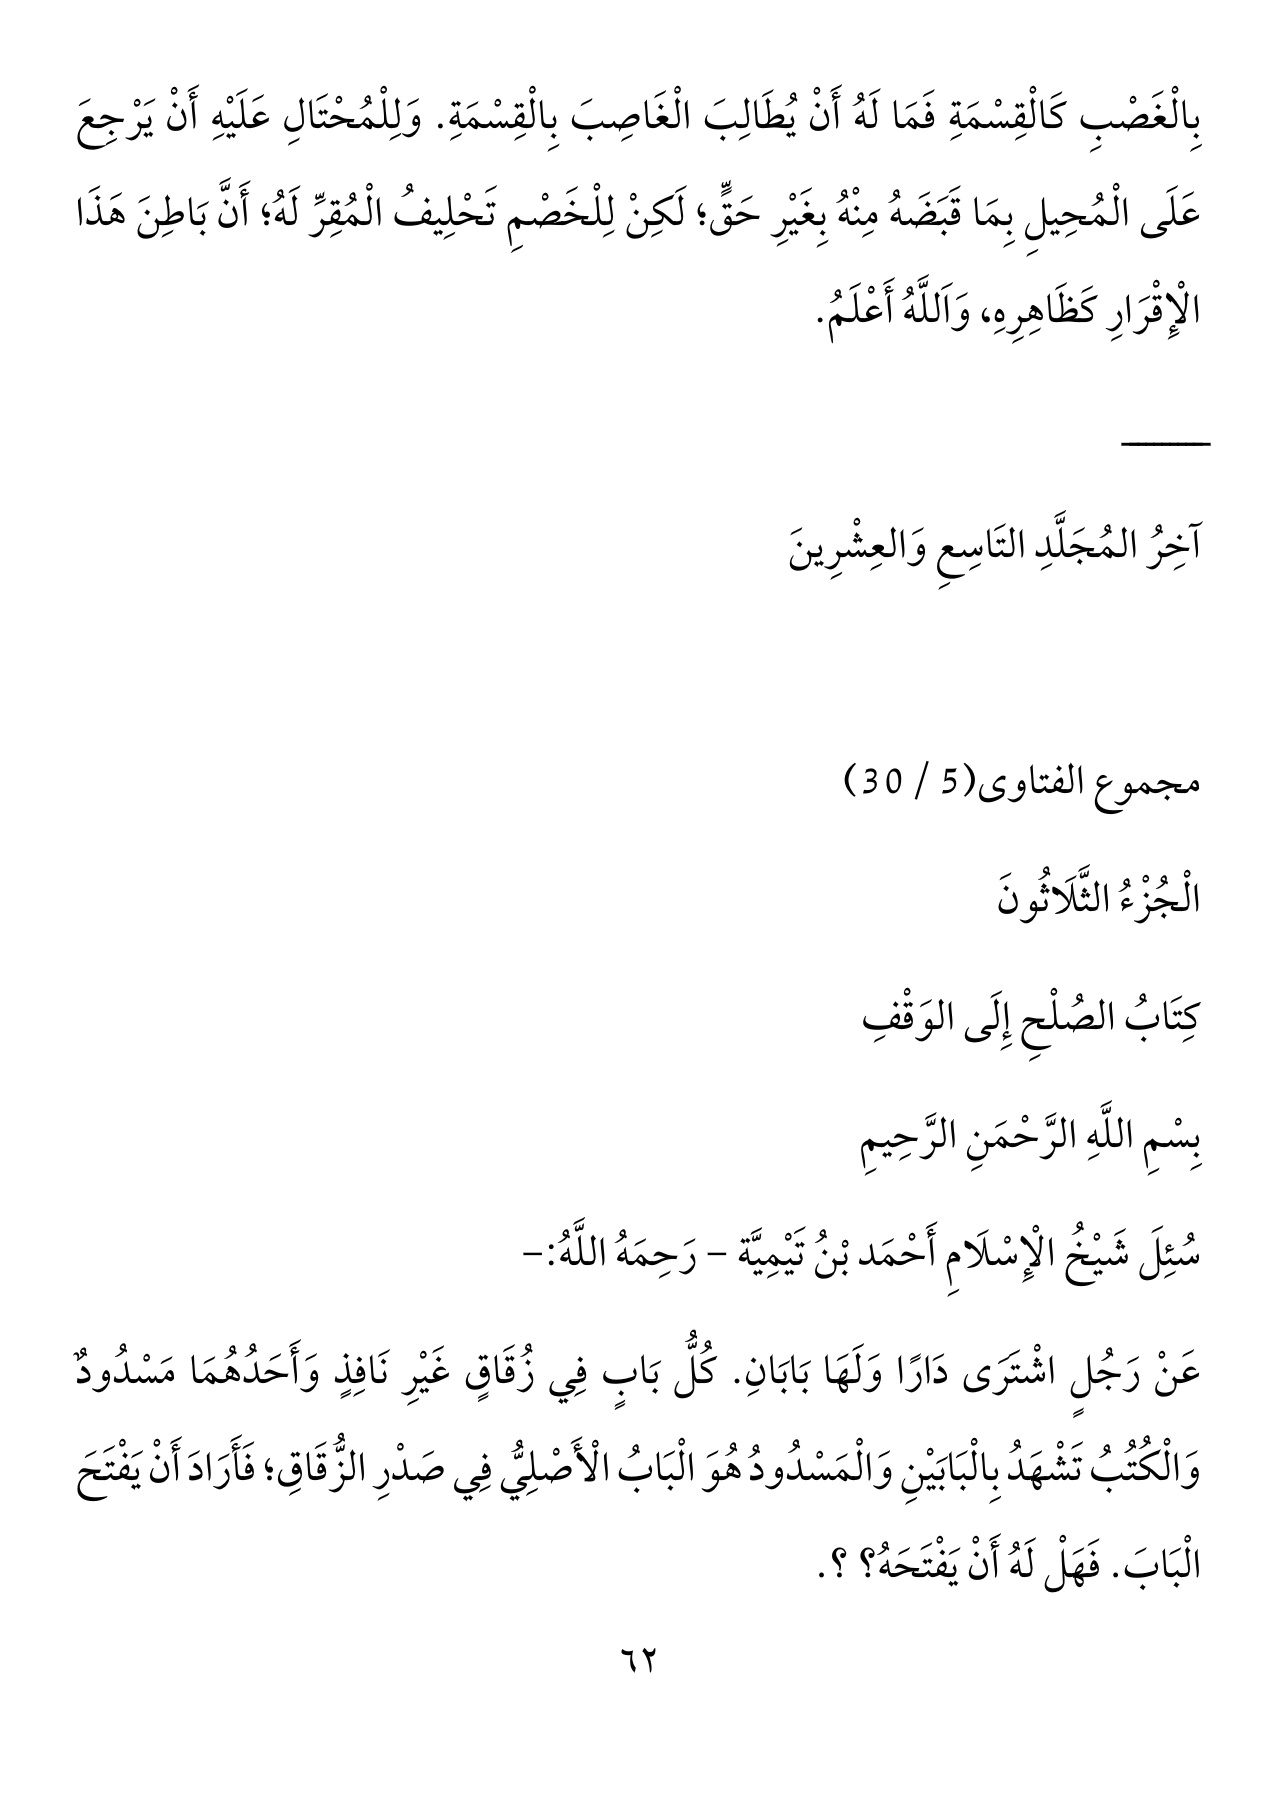 بِالْغَصْبِ كَالْقِسْمَةِ فَمَا لَهُ أَنْ يُطَالِبَ الْغَاصِبَ بِالْقِسْمَةِ. وَلِلْمُحْتَالِ عَلَيْهِ أَنْ يَرْجِعَ
عَلَى الْمُحِيلِ بِمَا قَبَضَهُ مِنْهُ بِغَيْرِ حَقٍّ؛ لَكِنْ لِلْخَصْمِ تَحْلِيفُ الْمُقِرِّ لَهُ؛ أَنَّ بَاطِنَ هَذَا
الْإِقْرَارِ كَظَاهِرِهِ، وَاَللَّهُ أَعْلَمُ.
آخِرُ المُجَلَّدِ التَاسِعِ وَالعِشْرِينَ
مجموع الفتاوى(5 / 30)
الْجُزْءُ الثَّلَاثُونَ
كِتَابُ الصُلْحِ إِلَى الوَقْفِ
بِسْمِ اللَّهِ الرَّحْمَنِ الرَّحِيمِ
سُئِلَ شَيْخُ الْإِسْلَامِ أَحْمَد بْنُ تَيْمِيَّة - رَحِمَهُ اللَّهُ:-
عَنْ رَجُلٍ اشْتَرَى دَارًا وَلَهَا بَابَانِ. كُلُّ بَابٍ فِي زُقَاقٍ غَيْرِ نَافِذٍ وَأَحَدُهُمَا مَسْدُودٌ
وَالْكُتُبُ تَشْهَدُ بِالْبَابَيْنِ وَالْمَسْدُودُ هُوَ الْبَابُ الْأَصْلِيُّ فِي صَدْرِ الزُّقَاقِ؛ فَأَرَادَ أَنْ يَفْتَحَ
الْبَابَ. فَهَلْ لَهُ أَنْ يَفْتَحَهُ؟ ؟.
٦٢